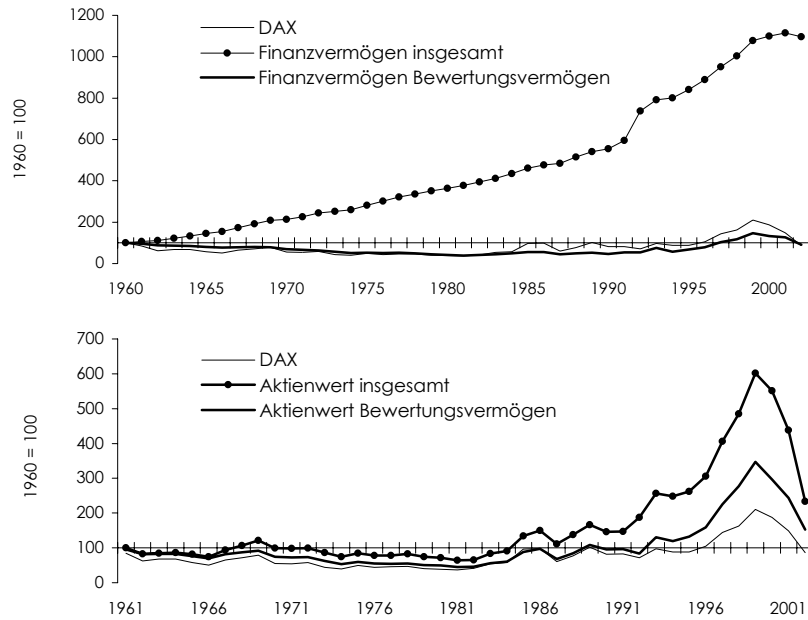 1200
1000
800
600
400
200
0
1960 = 100
DAX
Finanzvermögen insgesamt
Finanzvermögen Bewertungsvermögen
1960 1965 1970 1975 1980 1985 1990 1995 2000
700
600
500
400
300
200
100
0
1960 = 100
DAX
Aktienwert insgesamt
Aktienwert Bewertungsvermögen
1961 1966 1971 1976 1981 1986 1991 1996 2001